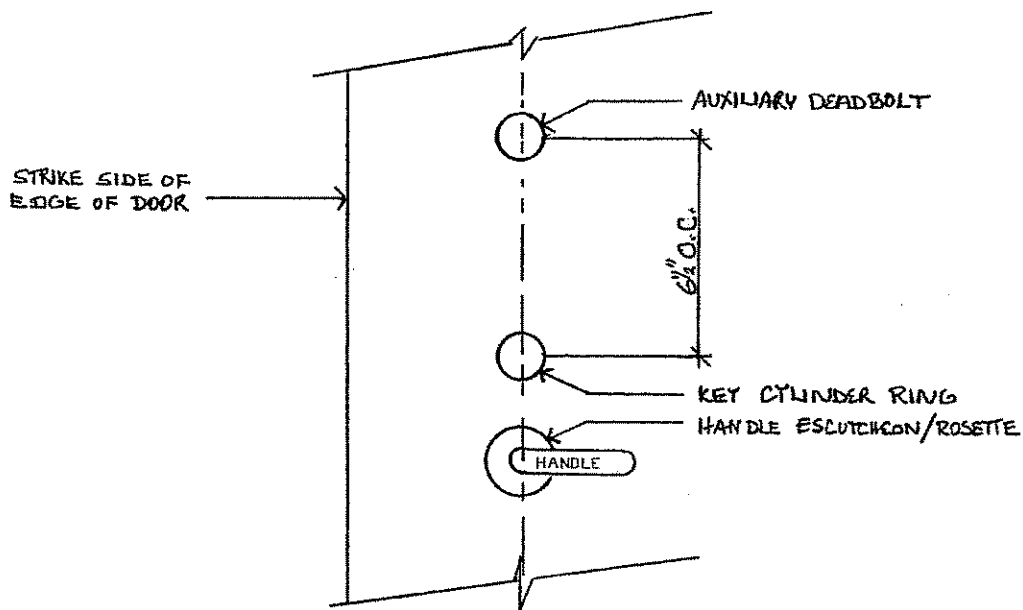 AUXILIARY DEADBOLT
STRIKE SIDE OF
EDGE OF DOOR
6½" O.C.
KEY CYLINDER RING
HANDLE ESCUTCHEON/ROSETTE
HANDLE